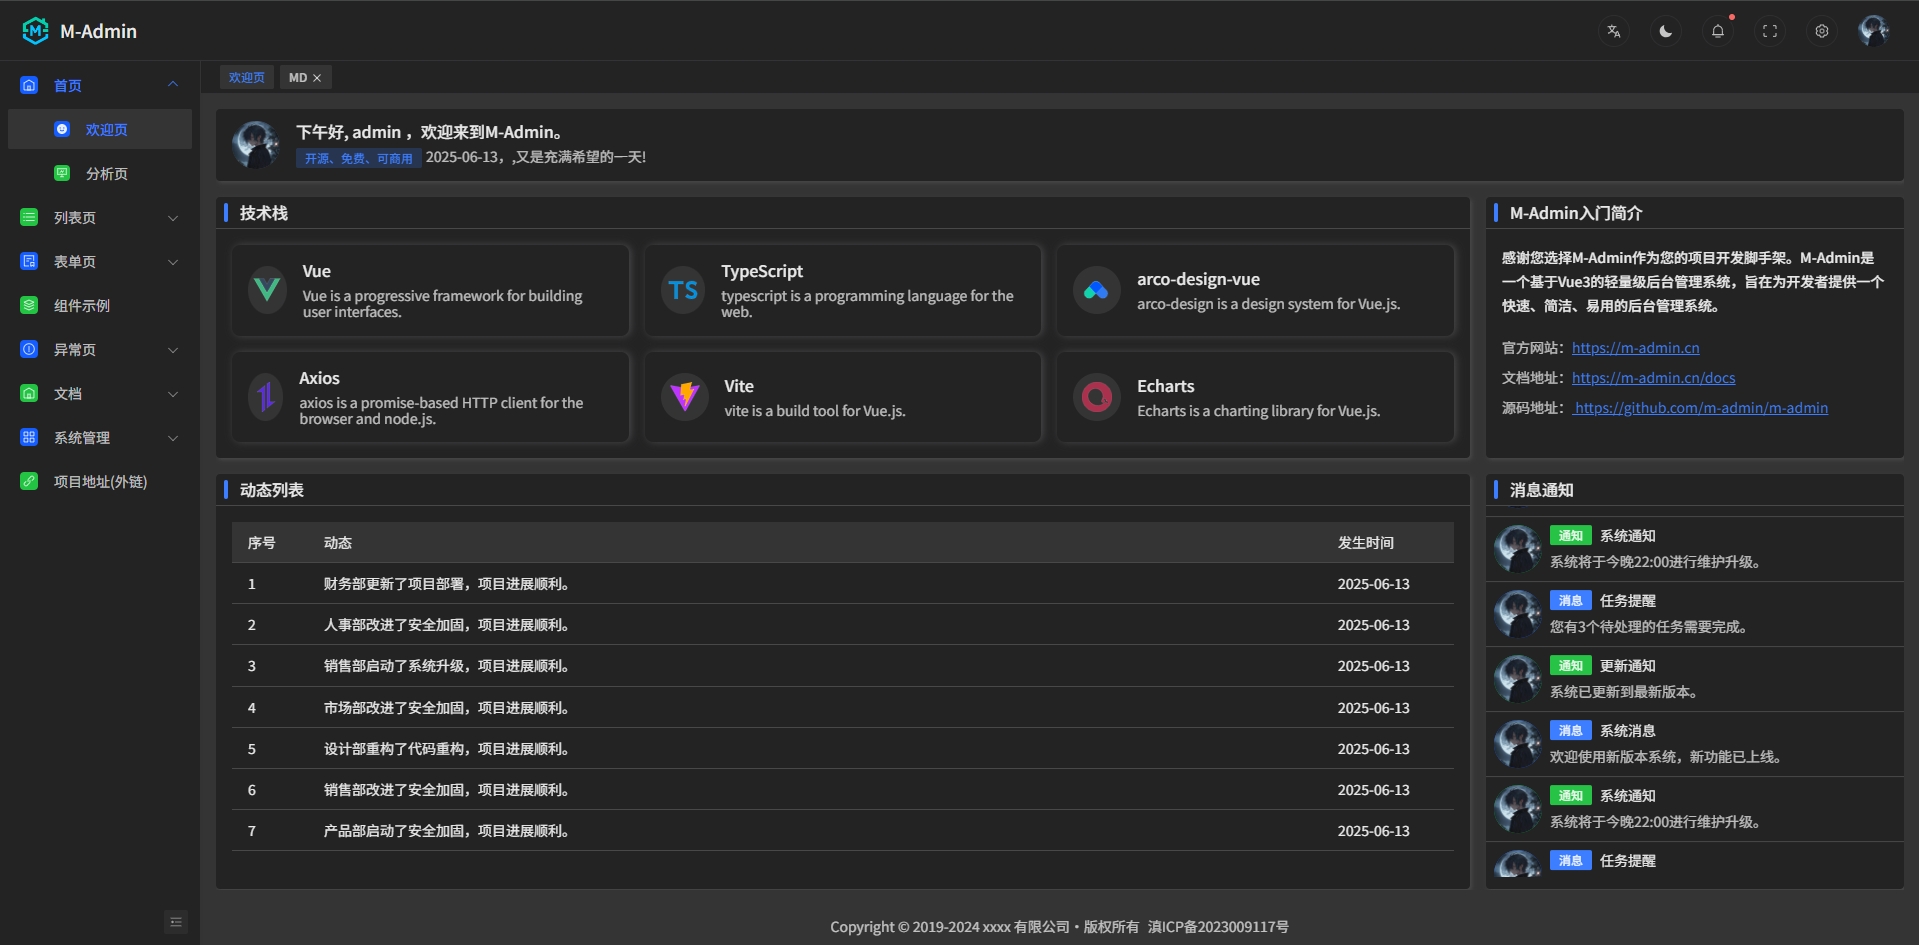 M-Admin
首页
欢迎页
分析页
列表页
表单页
组件示例
异常页
文档
系统管理
项目地址(外链)
欢迎页
MD
下午好, admin ，欢迎来到M-Admin。
开源、免费、可商用 2025-06-13，,又是充满希望的一天!
技术栈
Vue
Vue is a progressive framework for building
user interfaces.
TypeScript
TS
typescript is a programming language for the
web.
arco-design-vue
arco-design is a design system for Vue.js.
Axios
axios is a promise-based HTTP client for the
browser and node.js.
Vite
vite is a build tool for Vue.js.
Echarts
Echarts is a charting library for Vue.js.
M-Admin入门简介
感谢您选择M-Admin作为您的项目开发脚手架。M-Admin是
一个基于Vue3的轻量级后台管理系统，旨在为开发者提供一个
快速、简洁、易用的后台管理系统。
官方网站：https://m-admin.cn
文档地址：https://m-admin.cn/docs
源码地址： https://github.com/m-admin/m-admin
动态列表
序号 动态 发生时间
1 财务部更新了项目部署，项目进展顺利。 2025-06-13
2 人事部改进了安全加固，项目进展顺利。 2025-06-13
3 销售部启动了系统升级，项目进展顺利。 2025-06-13
4 市场部改进了安全加固，项目进展顺利。 2025-06-13
5 设计部重构了代码重构，项目进展顺利。 2025-06-13
6 销售部改进了安全加固，项目进展顺利。 2025-06-13
7 产品部启动了安全加固，项目进展顺利。 2025-06-13
消息通知
通知 系统通知
系统将于今晚22:00进行维护升级。
消息 任务提醒
您有3个待处理的任务需要完成。
通知 更新通知
系统已更新到最新版本。
消息 系统消息
欢迎使用新版本系统，新功能已上线。
通知 系统通知
系统将于今晚22:00进行维护升级。
消息 任务提醒
Copyright © 2019-2024 xxxx 有限公司・版权所有 滇ICP备2023009117号